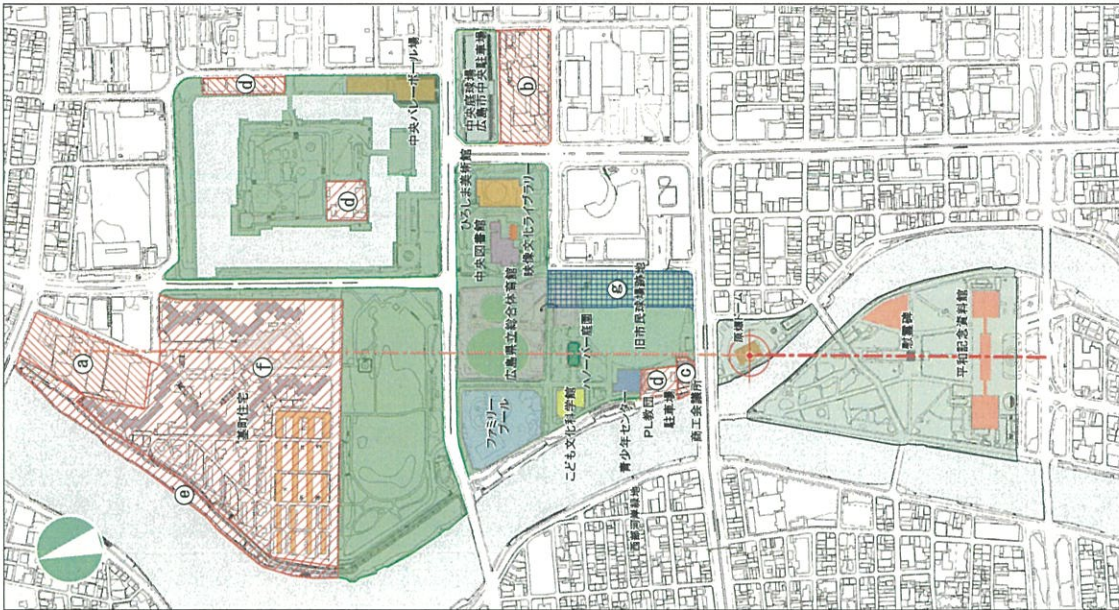 中央バレーボール場
中央庭球場
広島市中央駐車場
ひろしま美術館
中央図書館
映像文化ライブラリー
広島県立総合体育館
旧市民球場跡地
ハノーバー庭園
ファミリー
プール
こども文化科学館
青少年センター
PL教団
駐車場
商工会議所
西部河岸緑地
原爆ドーム
慰霊碑
平和記念資料館
基町住宅
a
b
c
d
d
d
e
f
g